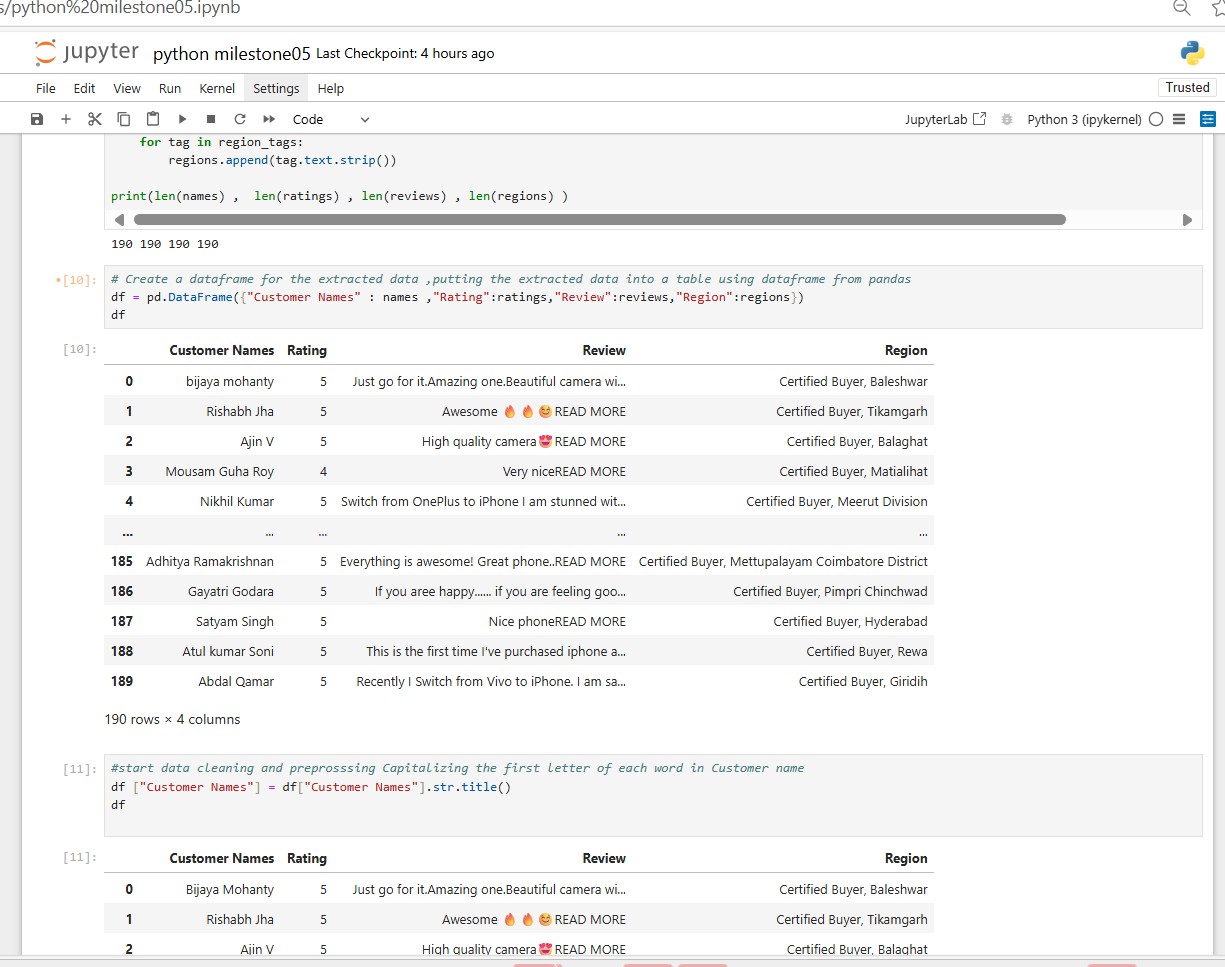 s/python%20milestone05.ipynb
jupyter python milestone05 Last Checkpoint: 4 hours ago
File Edit View Run Kernel Settings Help
Trusted
Code JupyterLab Python 3 (ipykernel)
for tag in region_tags:
regions.append(tag.text.strip())
print(len(names) , len(ratings) , len(reviews) , len(regions) )
190 190 190 190
[10]: # Create a dataframe for the extracted data ,putting the extracted data into a table using dataframe from pandas
df = pd.DataFrame({"Customer Names" : names ,"Rating":ratings,"Review":reviews,"Region":regions})
df
[10]: Customer Names Rating Review Region
0 bijaya mohanty 5 Just go for it.Amazing one.Beautiful camera wi... Certified Buyer, Baleshwar
1 Rishabh Jha 5 Awesome 🔥 🔥 😆READ MORE Certified Buyer, Tikamgarh
2 Ajin V 5 High quality camera😍READ MORE Certified Buyer, Balaghat
3 Mousam Guha Roy 4 Very niceREAD MORE Certified Buyer, Matialihat
4 Nikhil Kumar 5 Switch from OnePlus to iPhone I am stunned wit... Certified Buyer, Meerut Division
... ... ... ... ...
185 Adhitya Ramakrishnan 5 Everything is awesome! Great phone..READ MORE Certified Buyer, Mettupalayam Coimbatore District
186 Gayatri Godara 5 If you aree happy...... if you are feeling goo... Certified Buyer, Pimpri Chinchwad
187 Satyam Singh 5 Nice phoneREAD MORE Certified Buyer, Hyderabad
188 Atul kumar Soni 5 This is the first time I've purchased iphone a... Certified Buyer, Rewa
189 Abdal Qamar 5 Recently I Switch from Vivo to iPhone. I am sa... Certified Buyer, Giridih
190 rows × 4 columns
[11]: #start data cleaning and preprosssing Capitalizing the first letter of each word in Customer name
df ["Customer Names"] = df["Customer Names"].str.title()
df
[11]: Customer Names Rating Review Region
0 Bijaya Mohanty 5 Just go for it.Amazing one.Beautiful camera wi... Certified Buyer, Baleshwar
1 Rishabh Jha 5 Awesome 🔥 🔥 😆READ MORE Certified Buyer, Tikamgarh
2 Ajin V 5 High quality camera😍READ MORE Certified Buyer, Balaghat